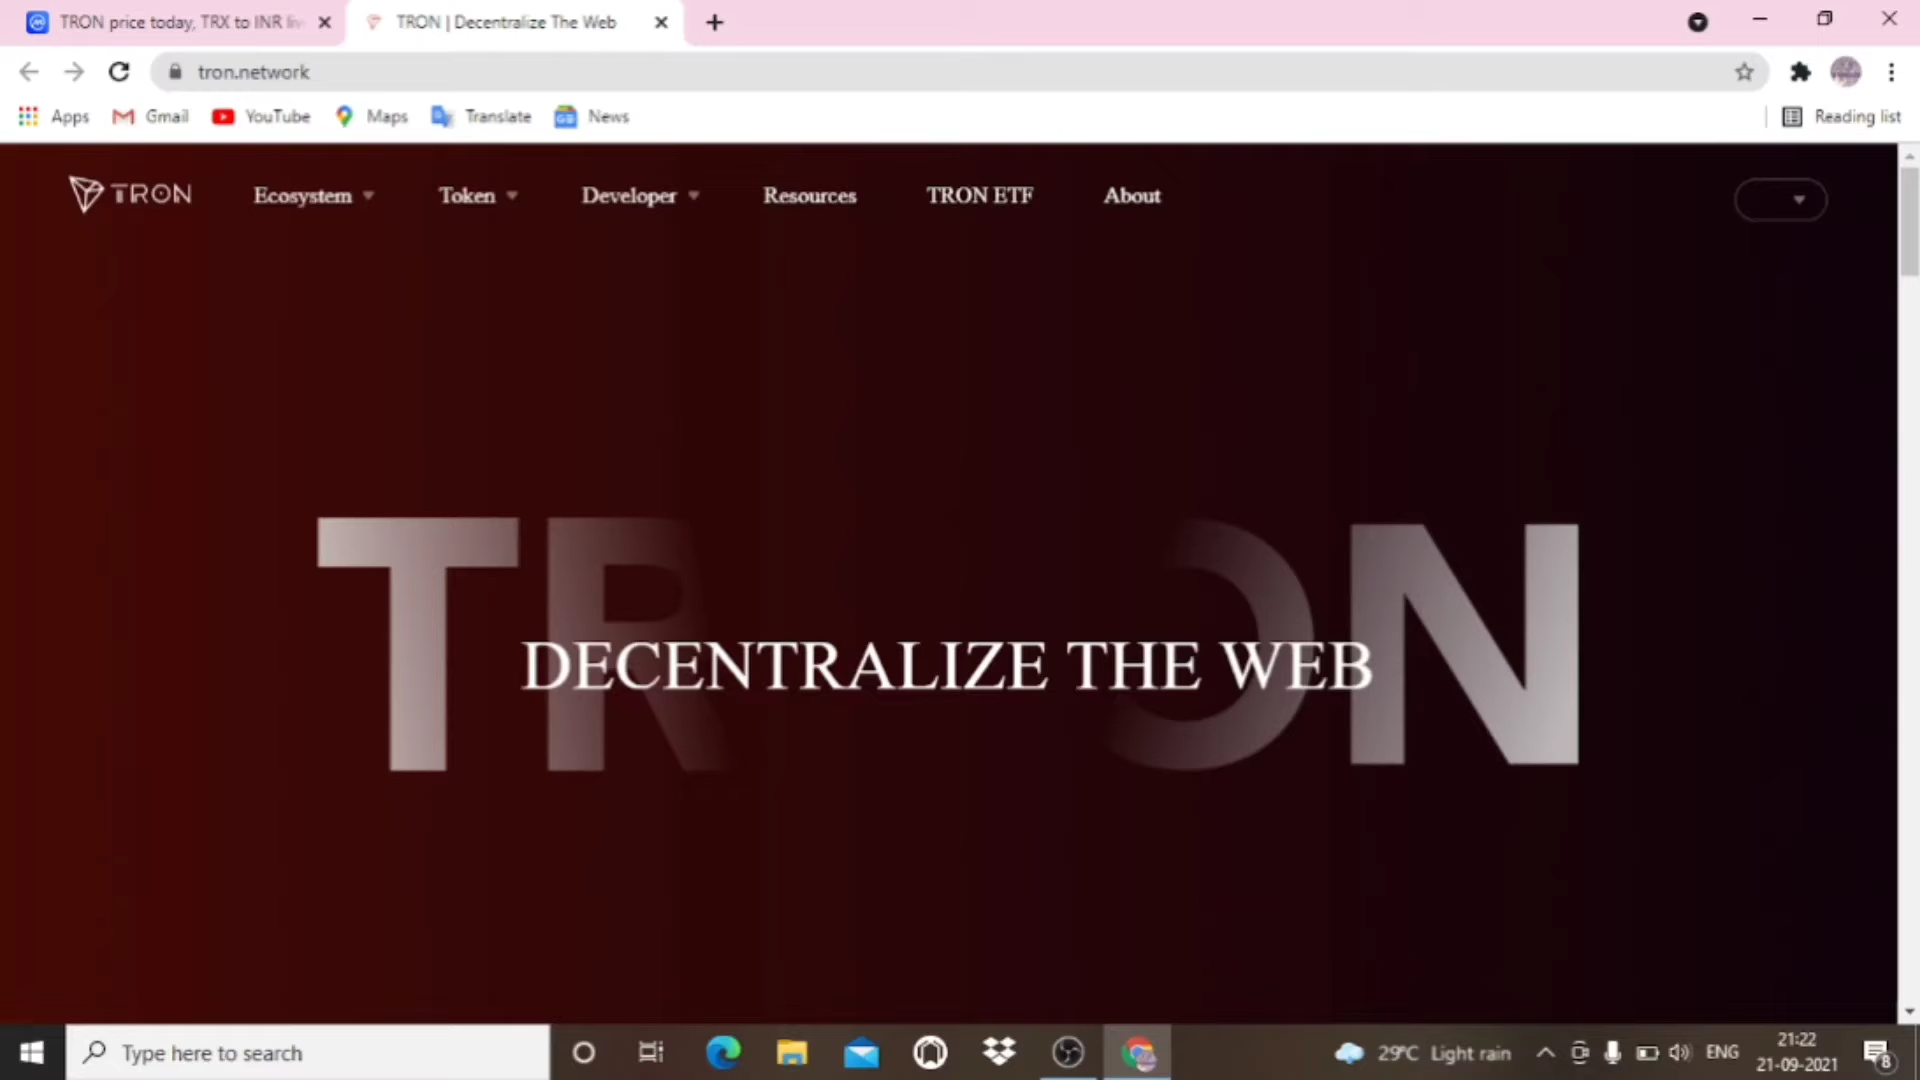 TRON price today, TRX to INR liv
TRON | Decentralize The Web
tron.network
Apps
Gmail
YouTube
Maps
Translate
News
Reading list
TRON
Ecosystem
Token
Developer
Resources
TRON ETF
About
TRON
DECENTRALIZE THE WEB
Type here to search
29°C Light rain
ENG
21:22
21-09-2021
8